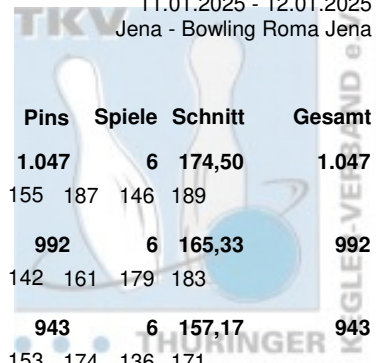 11.01.2025 - 12.01.2025
TKV
Jena - Bowling Roma Jena
Pins Spiele Schnitt Gesamt
1.047 6 174,50 1.047
155 187 146 189
992 6 165,33 992
142 161 179 183
943 6 157,17 943
THÜRINGER KEGLER-VERBAND e.V.
153 174 136 171